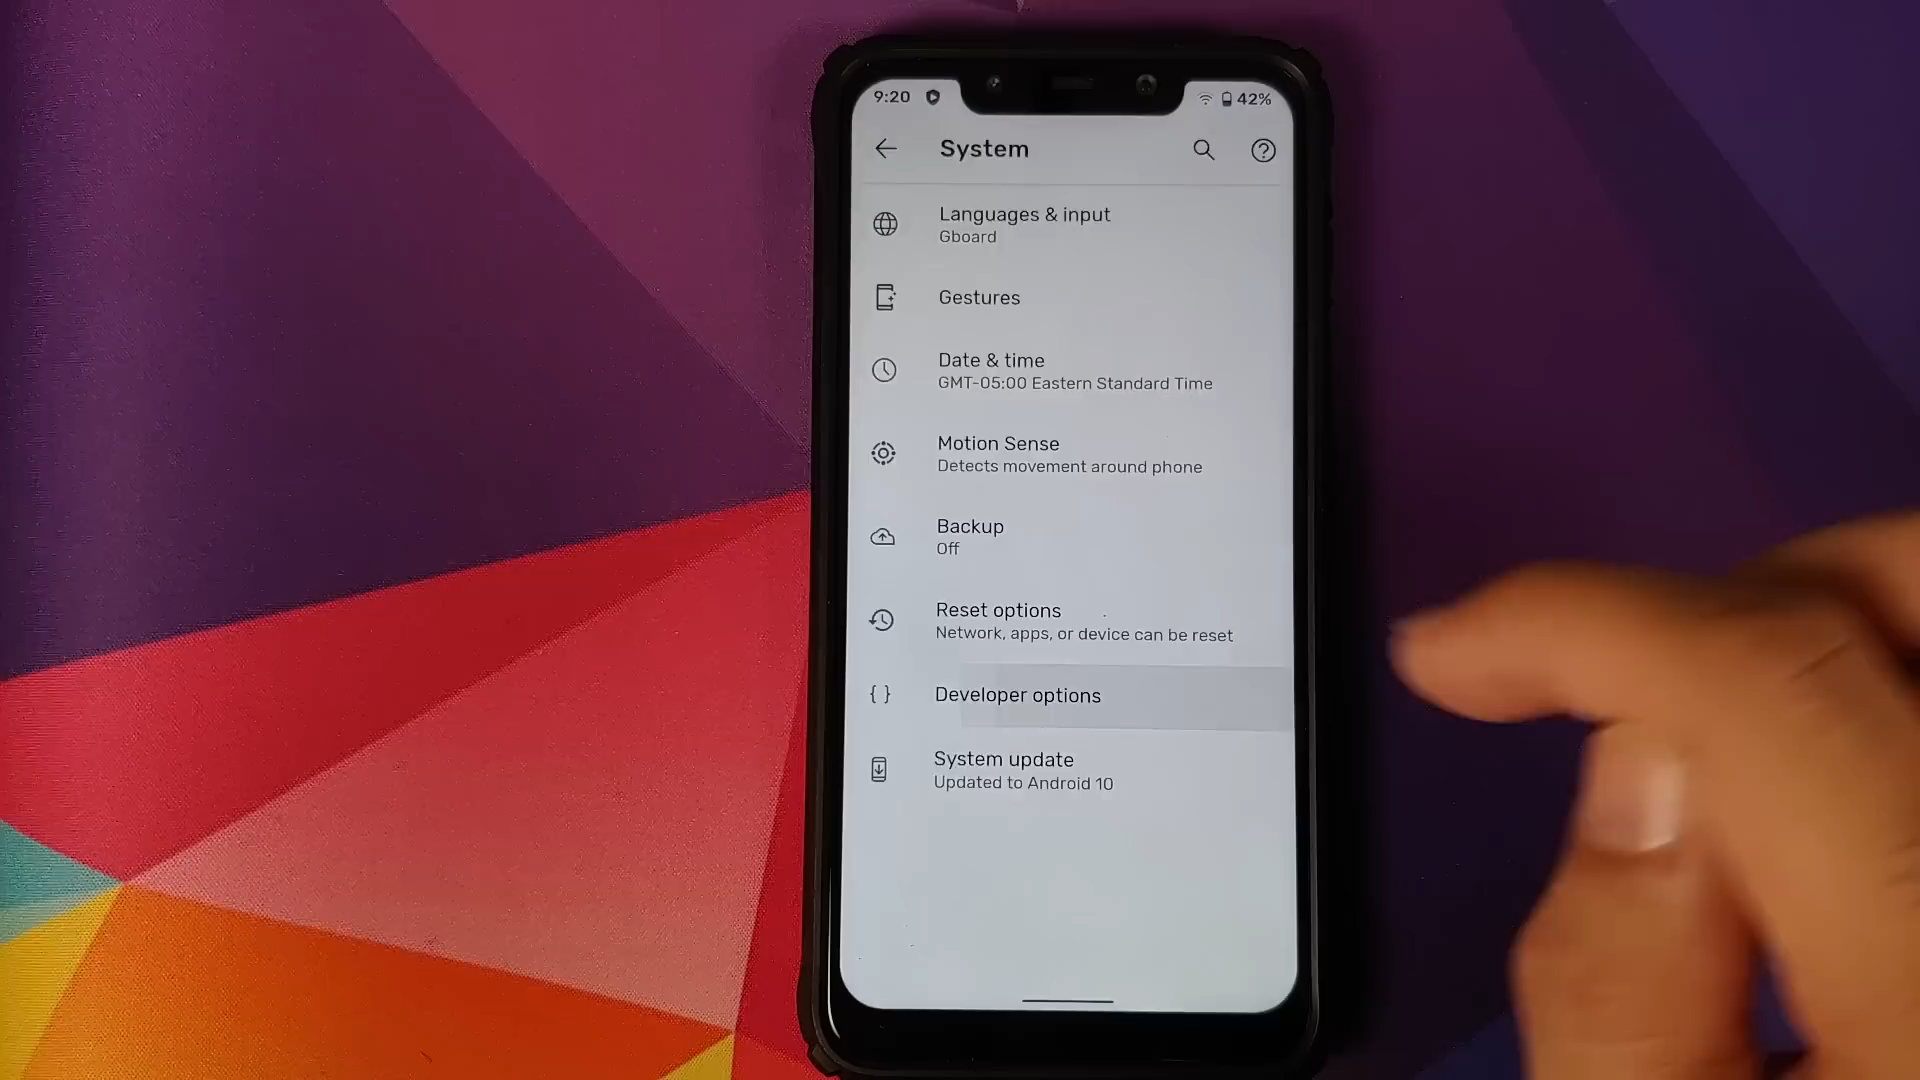 9:20
42%
System
Languages & input
Gboard
Gestures
Date & time
GMT-05:00 Eastern Standard Time
Motion Sense
Detects movement around phone
Backup
Off
Reset options
Network, apps, or device can be reset
{ } Developer options
System update
Updated to Android 10